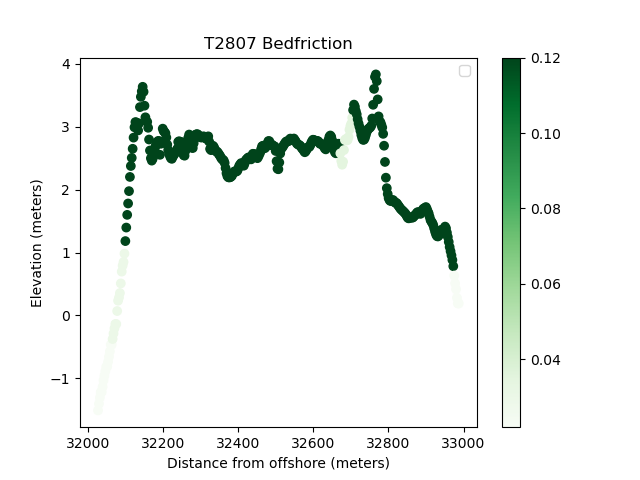 T2807 Bedfriction
4
3
2
1
0
−1
Elevation (meters)
32000 32200 32400 32600 32800 33000
Distance from offshore (meters)
0.12
0.10
0.08
0.06
0.04